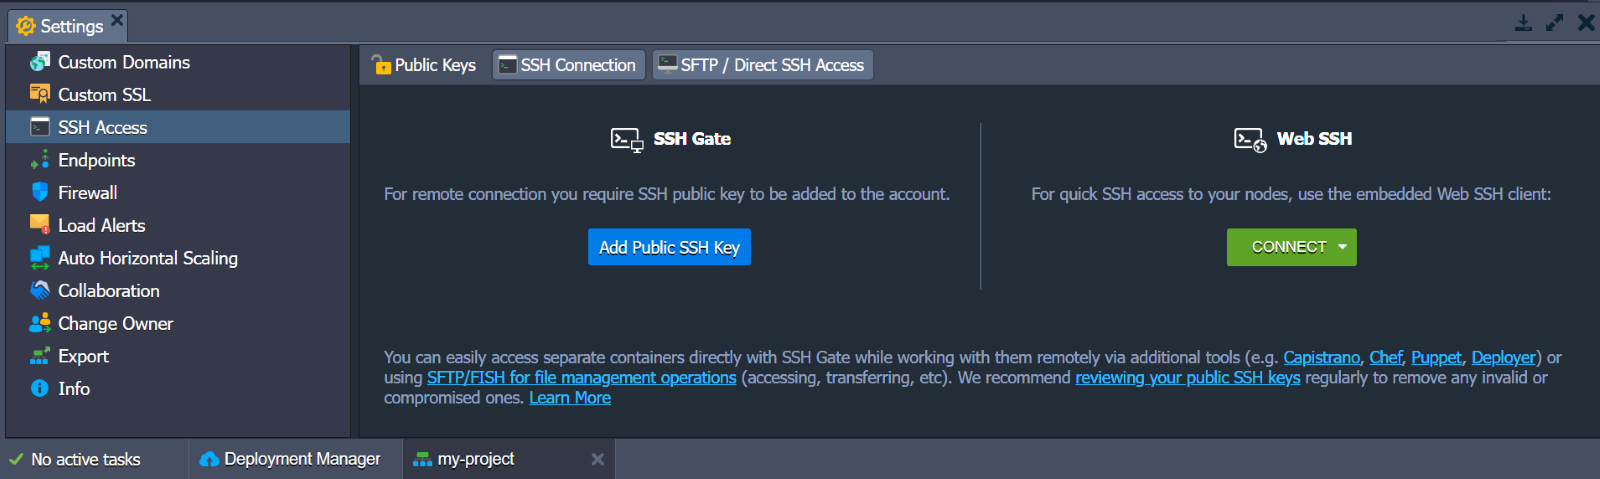 Settings
Custom Domains
Custom SSL
SSH Access
Endpoints
Firewall
Load Alerts
Auto Horizontal Scaling
Collaboration
Change Owner
Export
Info
Public Keys
SSH Connection
SFTP / Direct SSH Access
SSH Gate
For remote connection you require SSH public key to be added to the account.
Add Public SSH Key
Web SSH
For quick SSH access to your nodes, use the embedded Web SSH client:
CONNECT
You can easily access separate containers directly with SSH Gate while working with them remotely via additional tools (e.g. Capistrano, Chef, Puppet, Deployer) or
using SFTP/FISH for file management operations (accessing, transferring, etc). We recommend reviewing your public SSH keys regularly to remove any invalid or
compromised ones. Learn More
No active tasks
Deployment Manager
my-project